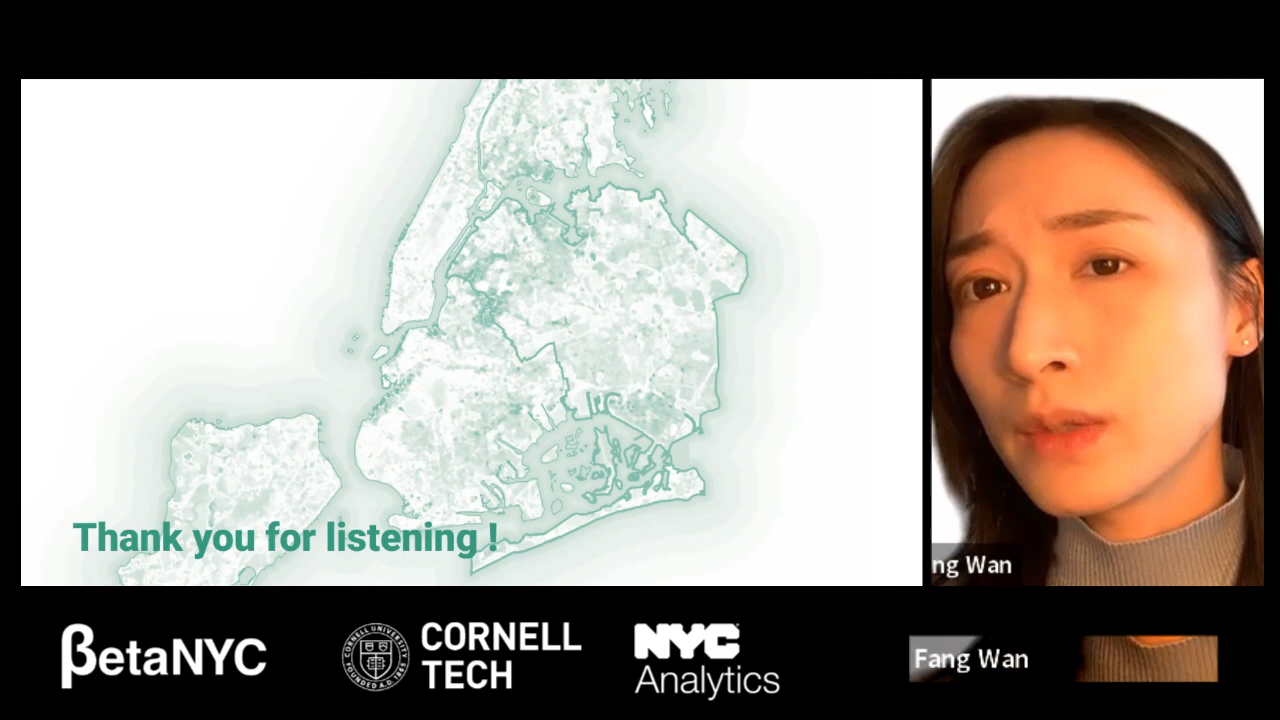 Thank you for listening !
ng Wan
βetaNYC
CORNELL
TECH
NYC
Analytics
Fang Wan